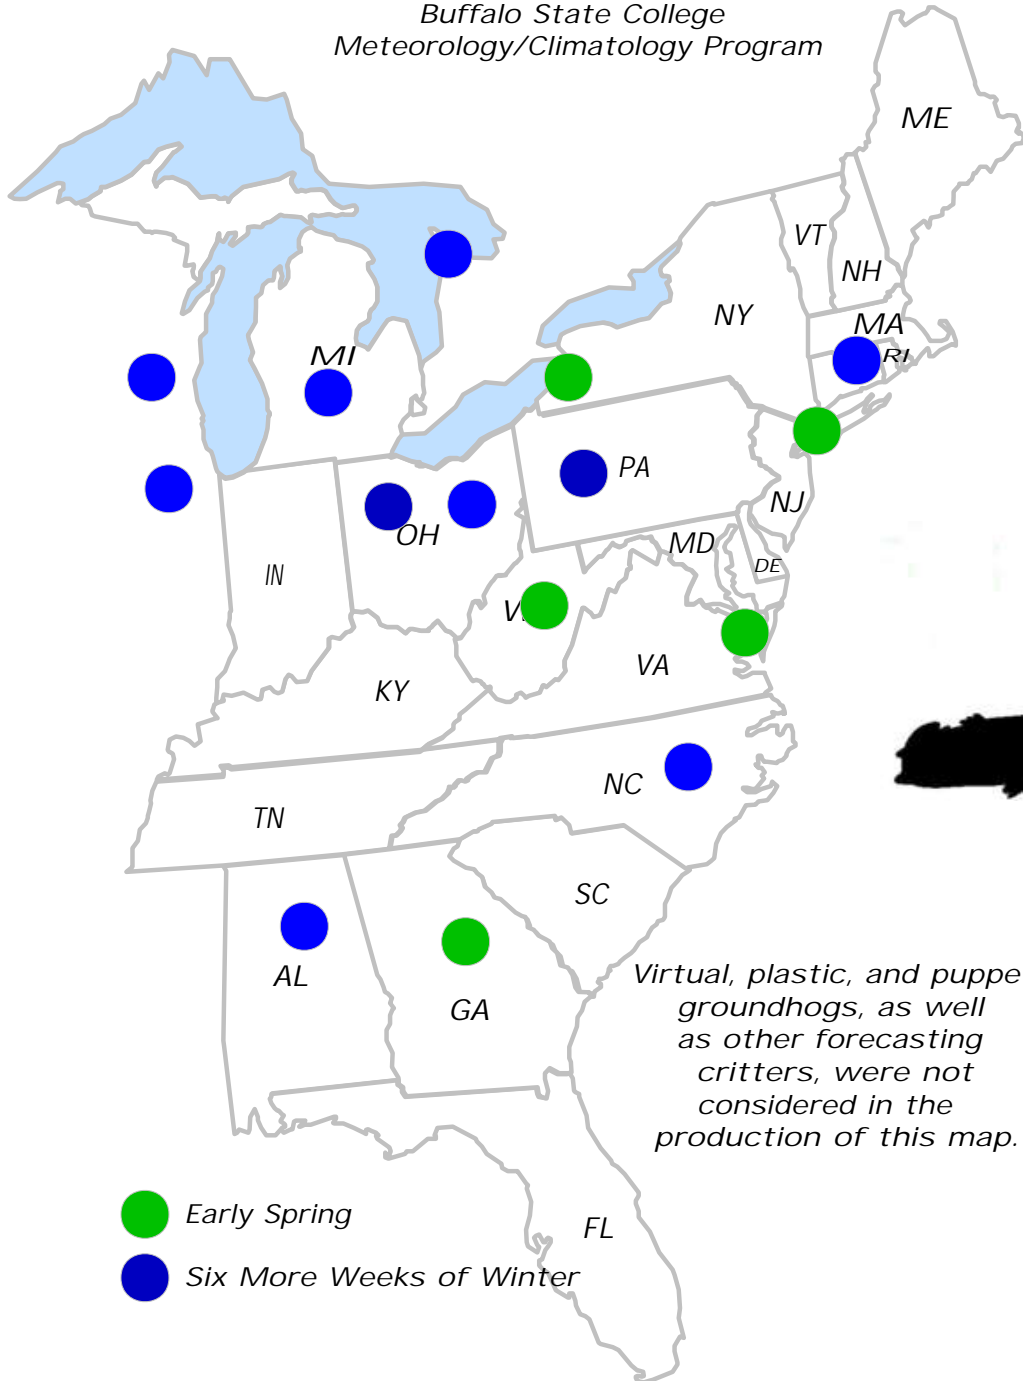 Buffalo State College
Meteorology/Climatology Program
ME
VT
NH
NY
MA
RI
MI
PA
OH
NJ
MD
DE
IN
VA
KY
NC
TN
SC
AL
GA
Virtual, plastic, and puppe
groundhogs, as well
as other forecasting
critters, were not
considered in the
production of this map.
Early Spring
FL
Six More Weeks of Winter